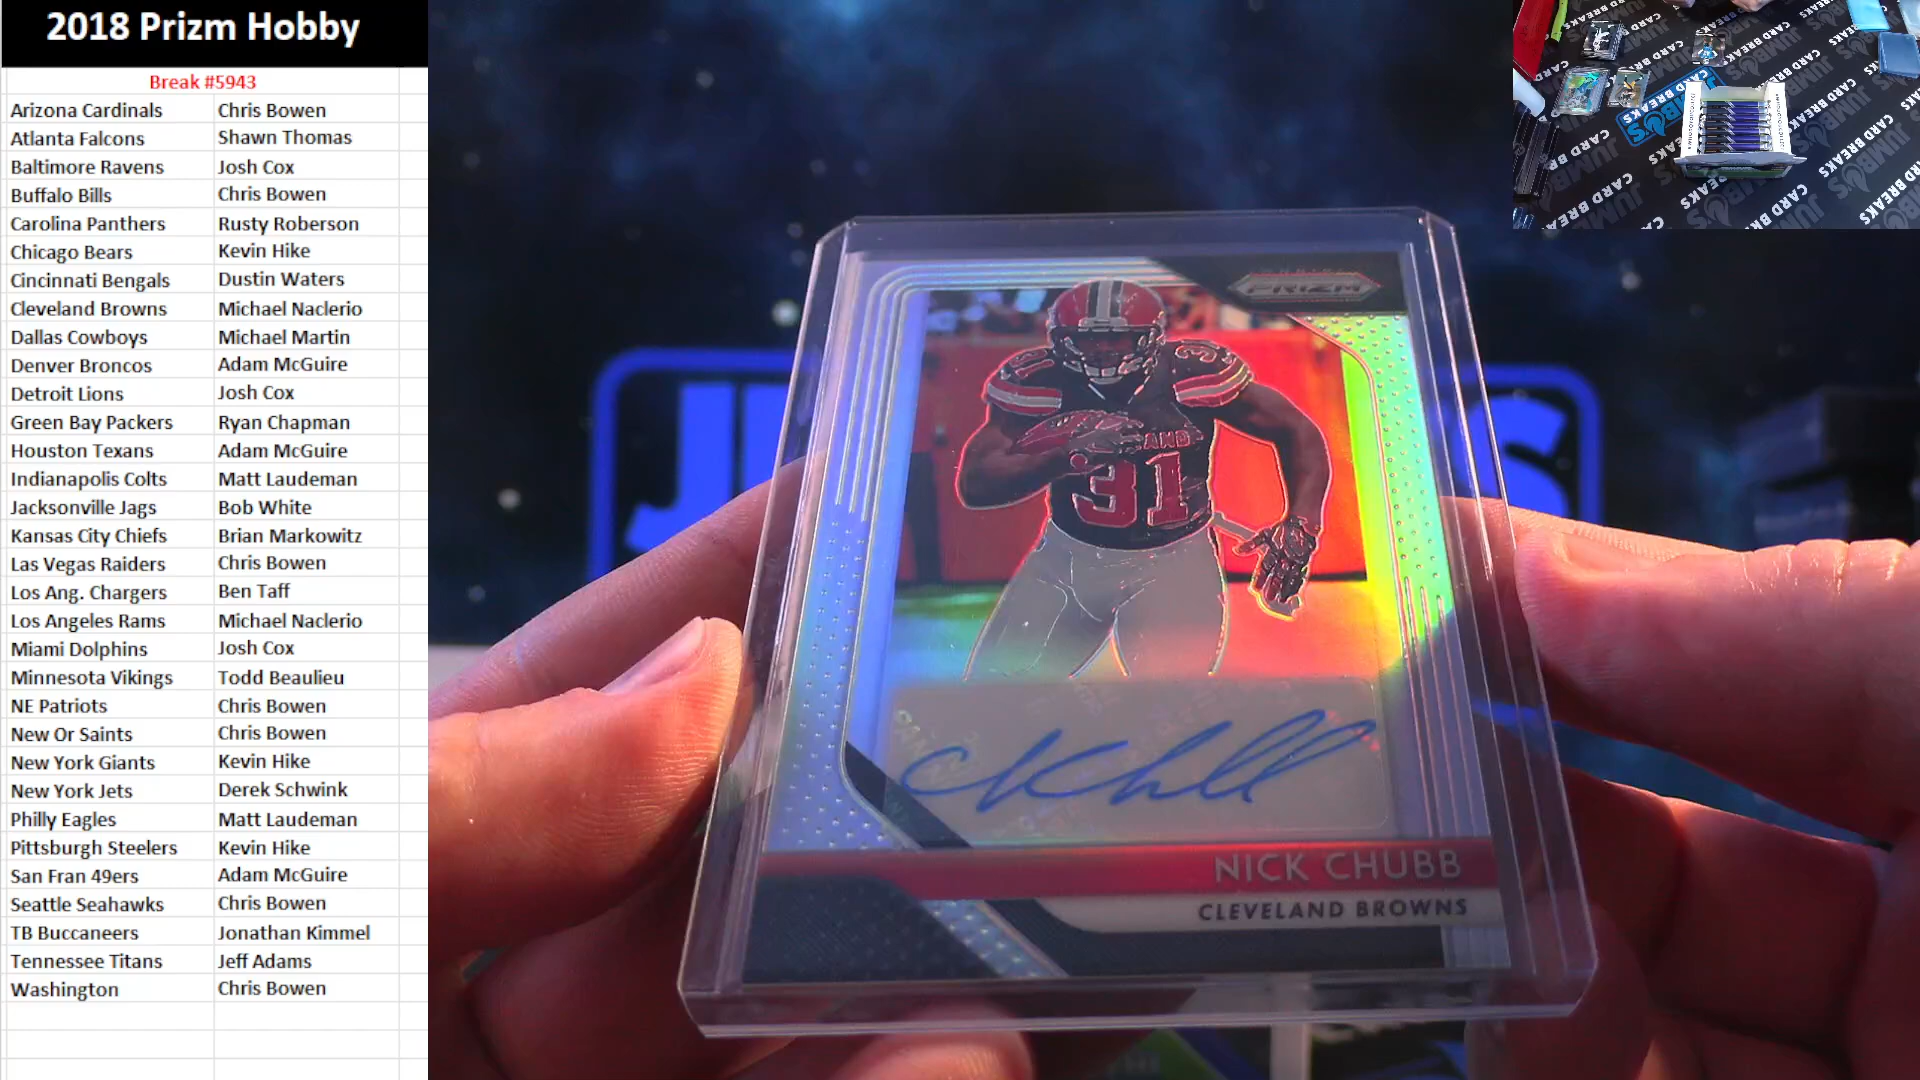 2018 Prizm Hobby
Break #5943
Arizona Cardinals Chris Bowen
Atlanta Falcons Shawn Thomas
Baltimore Ravens Josh Cox
Buffalo Bills Chris Bowen
Carolina Panthers Rusty Roberson
Chicago Bears Kevin Hike
Cincinnati Bengals Dustin Waters
Cleveland Browns Michael Naclerio
Dallas Cowboys Michael Martin
Denver Broncos Adam McGuire
Detroit Lions Josh Cox
Green Bay Packers Ryan Chapman
Houston Texans Adam McGuire
Indianapolis Colts Matt Laudeman
Jacksonville Jags Bob White
Kansas City Chiefs Brian Markowitz
Las Vegas Raiders Chris Bowen
Los Ang. Chargers Ben Taff
Los Angeles Rams Michael Naclerio
Miami Dolphins Josh Cox
Minnesota Vikings Todd Beaulieu
NE Patriots Chris Bowen
New Or Saints Chris Bowen
New York Giants Kevin Hike
New York Jets Derek Schwink
Philly Eagles Matt Laudeman
Pittsburgh Steelers Kevin Hike
San Fran 49ers Adam McGuire
Seattle Seahawks Chris Bowen
TB Buccaneers Jonathan Kimmel
Tennessee Titans Jeff Adams
Washington Chris Bowen
PRIZM
31
31
AND
31
NICK CHUBB
CLEVELAND BROWNS
JUMBO'S
CARD BREAKS